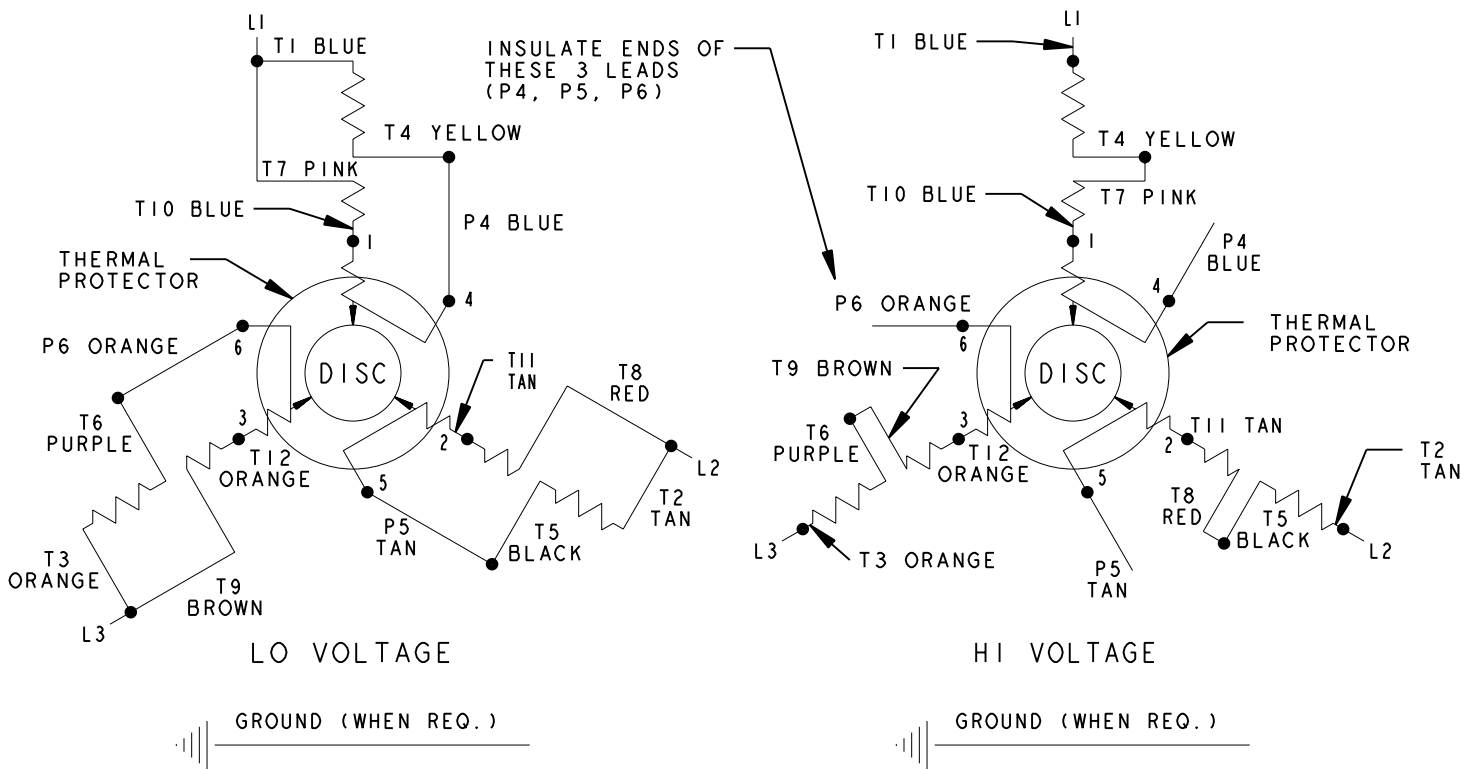 L1
T1 BLUE
T4 YELLOW
T7 PINK
T10 BLUE
P4 BLUE
1
THERMAL
PROTECTOR
4
P6 ORANGE
6
DISC
T11
TAN
T8
RED
T6
PURPLE
3
2
T12
ORANGE
L2
5
T2
TAN
P5
TAN
T5
BLACK
T3
ORANGE
T9
BROWN
L3
LO VOLTAGE
GROUND (WHEN REQ.)
INSULATE ENDS OF
THESE 3 LEADS
(P4, P5, P6)
L1
T1 BLUE
T4 YELLOW
T7 PINK
T10 BLUE
1
P4
BLUE
4
P6 ORANGE
6
THERMAL
PROTECTOR
T9 BROWN
DISC
T6
PURPLE
3
T12
ORANGE
T11 TAN
2
T2
TAN
5
T8
RED
T5
BLACK
L3
T3 ORANGE
L2
P5
TAN
HI VOLTAGE
GROUND (WHEN REQ.)